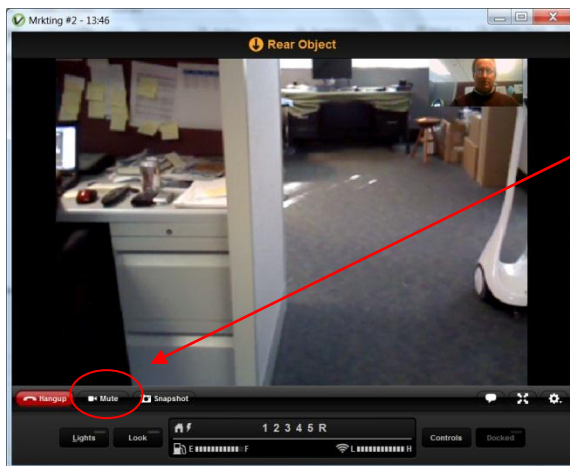 Mrkting #2 - 13:46
Rear Object
Hangup Mute Snapshot
Lights Look 1 2 3 4 5 R Controls Docked
E F L H